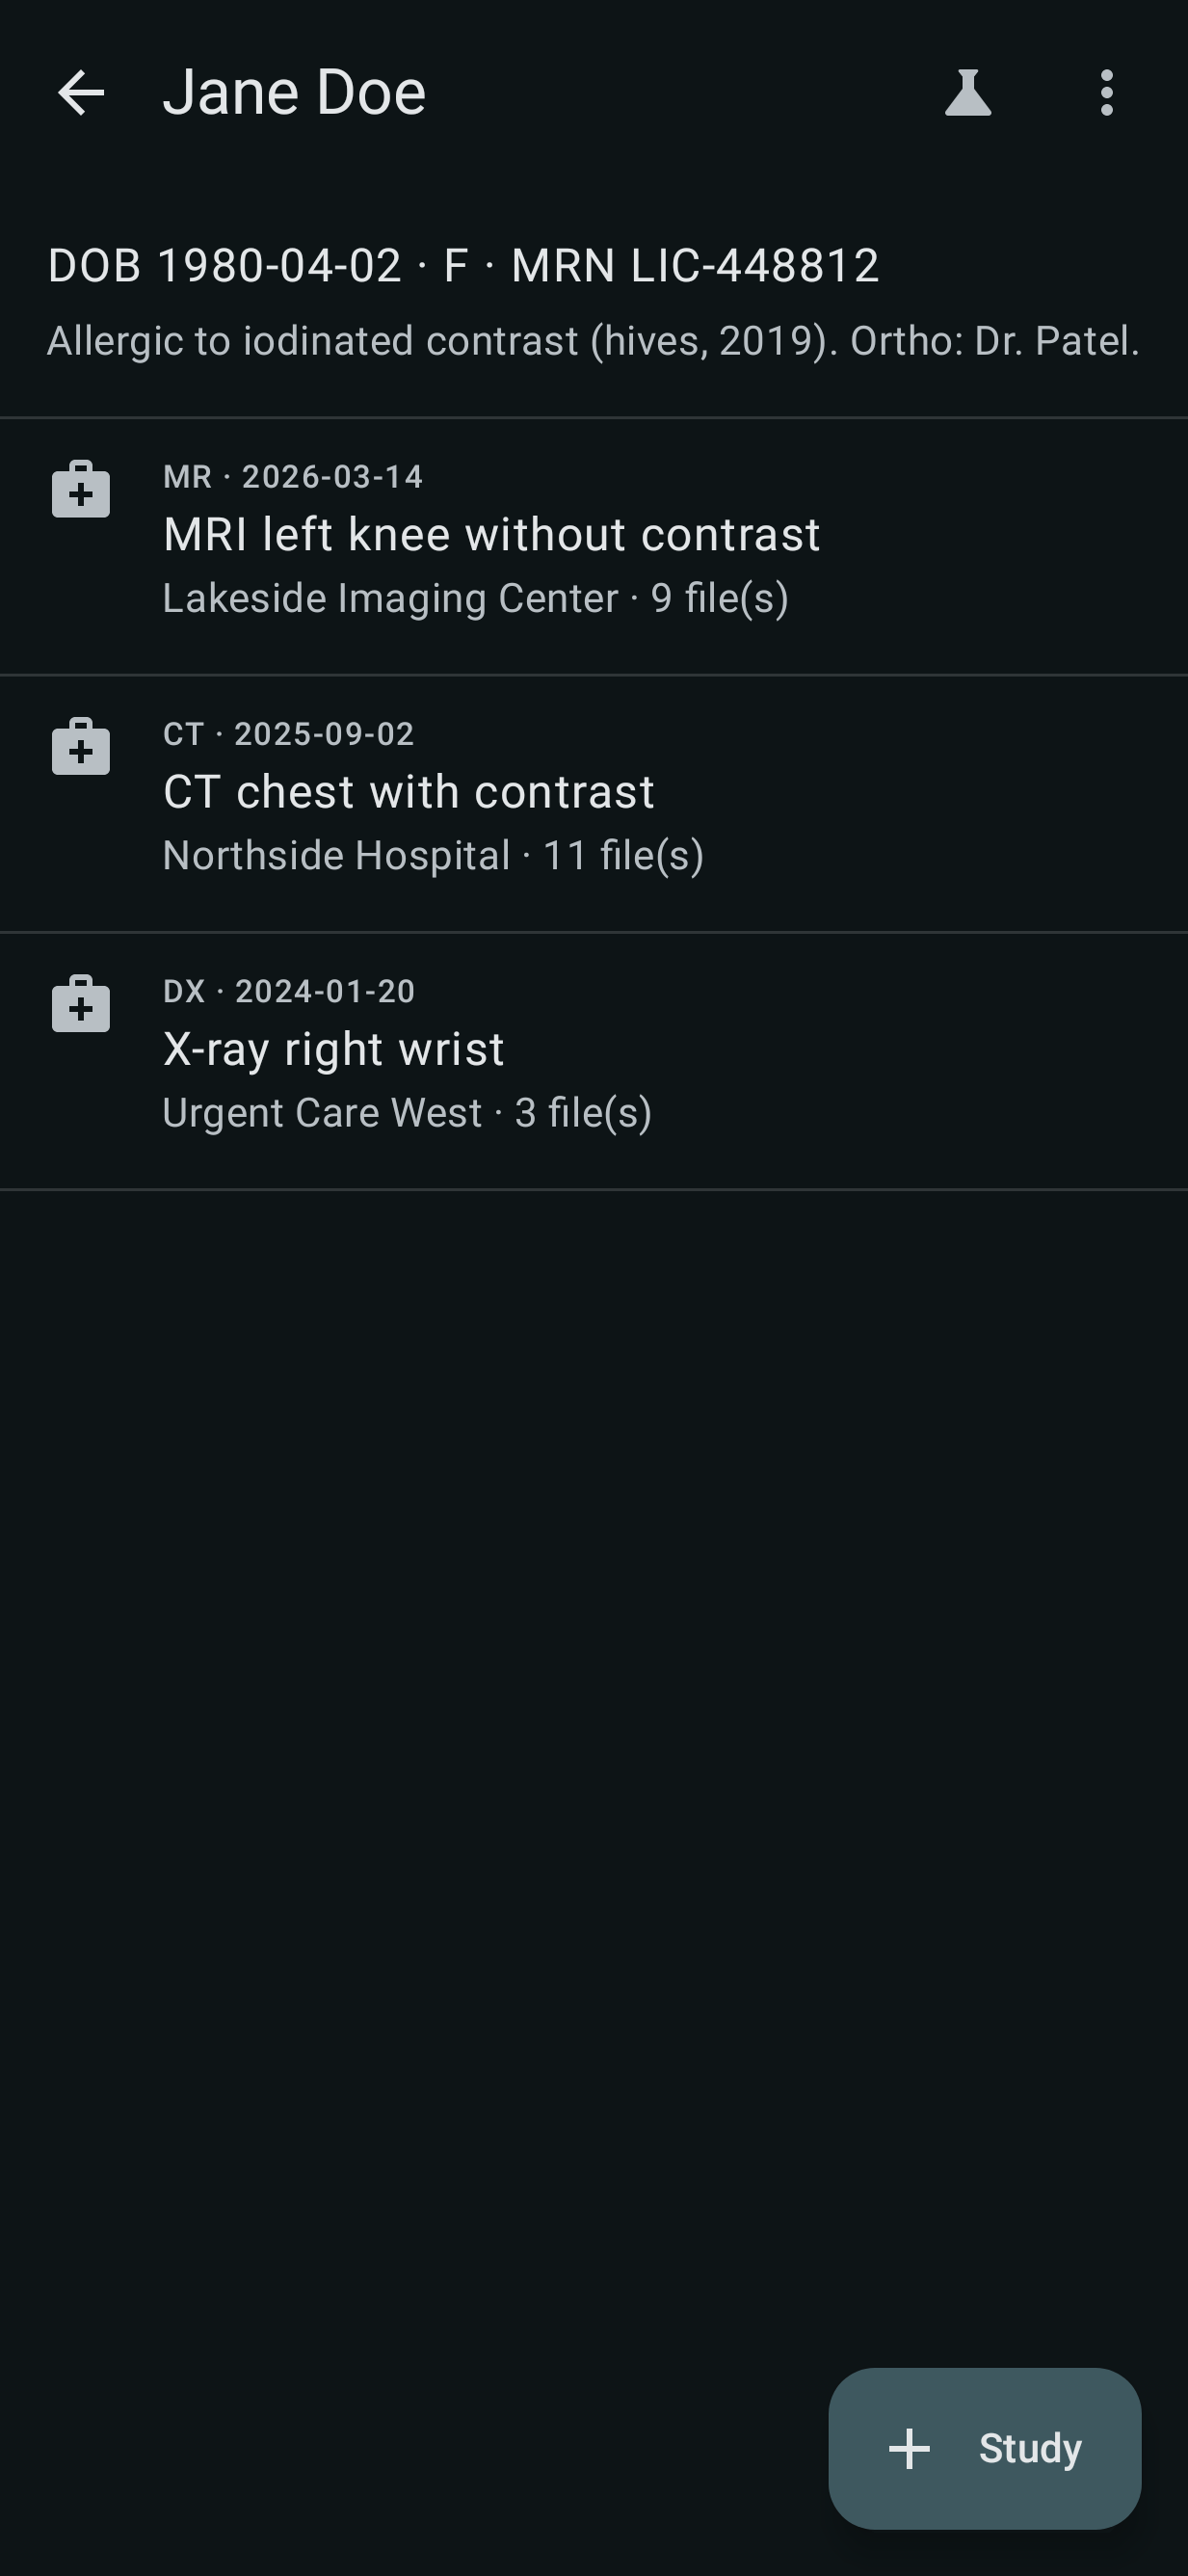 Jane Doe
DOB 1980-04-02 · F · MRN LIC-448812
Allergic to iodinated contrast (hives, 2019). Ortho: Dr. Patel.
MR · 2026-03-14
MRI left knee without contrast
Lakeside Imaging Center · 9 file(s)
CT · 2025-09-02
CT chest with contrast
Northside Hospital · 11 file(s)
DX · 2024-01-20
X-ray right wrist
Urgent Care West · 3 file(s)
Study